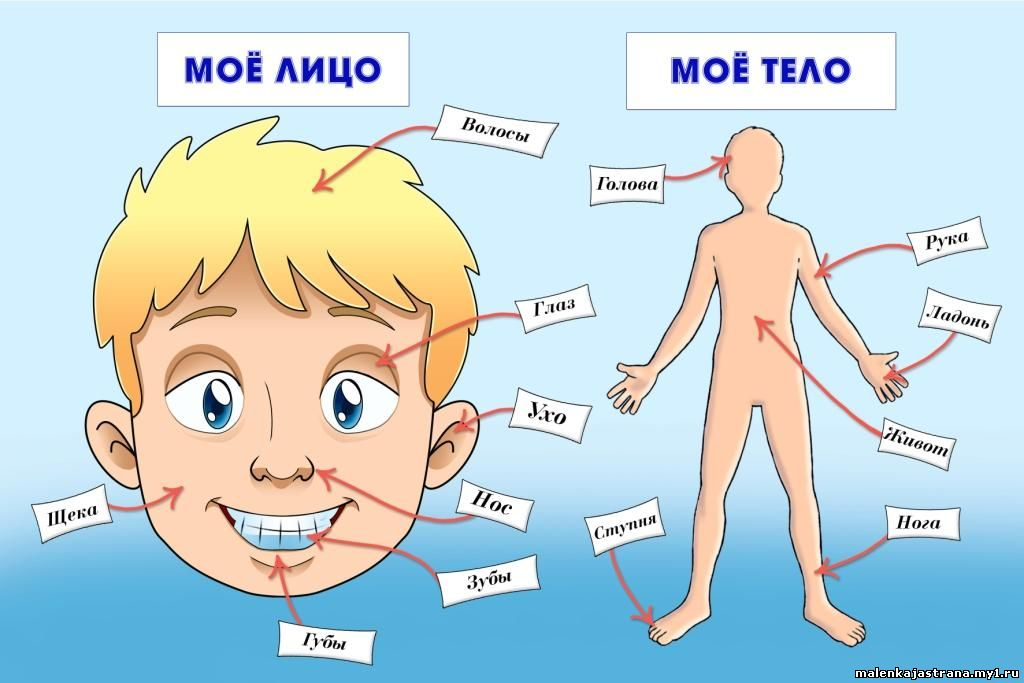 МОЁ ЛИЦО
Волосы
Глаз
Ухо
Щека
Нос
Зубы
Губы
МОЁ ТЕЛО
Голова
Рука
Ладонь
Живот
Ступня
Нога
malenkajastrana.my1.ru